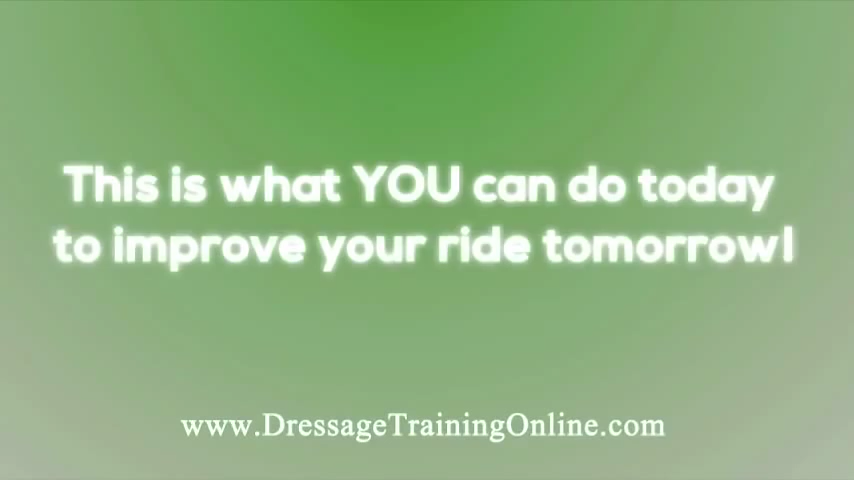 This is what YOU can do today
to improve your ride tomorrow!
www.DressageTrainingOnline.com